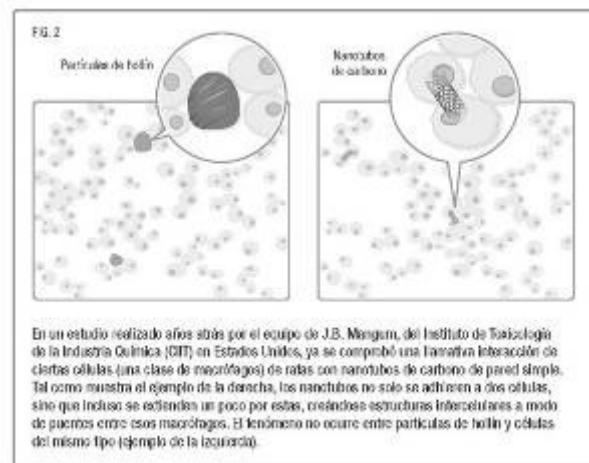 FIG. 2
Partículas de hollín
Nanotubos
de carbono
En un estudio realizado años atrás por el equipo de J.B. Mangum, del Instituto de Toxicología
de la Industria Química (CIIT) en Estados Unidos, ya se comprobó una llamativa interacción de
ciertas células (una clase de macrófagos) de ratas con nanotubos de carbono de pared simple.
Tal como muestra el ejemplo de la derecha, los nanotubos no solo se adhieren a dos células,
sino que incluso se extienden un poco por estas, creándose estructuras intercelulares a modo
de puentes entre esos macrófagos. El fenómeno no ocurre entre partículas de hollín y células
del mismo tipo (ejemplo de la izquierda).